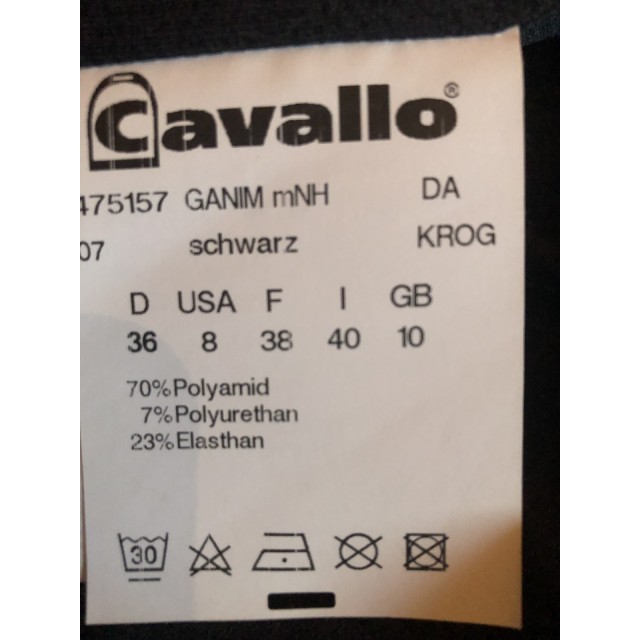 Cavallo®
475157 GANIM mNH DA
07 schwarz KROG
D USA F I GB
36 8 38 40 10
70% Polyamid
7% Polyurethan
23% Elasthan
30